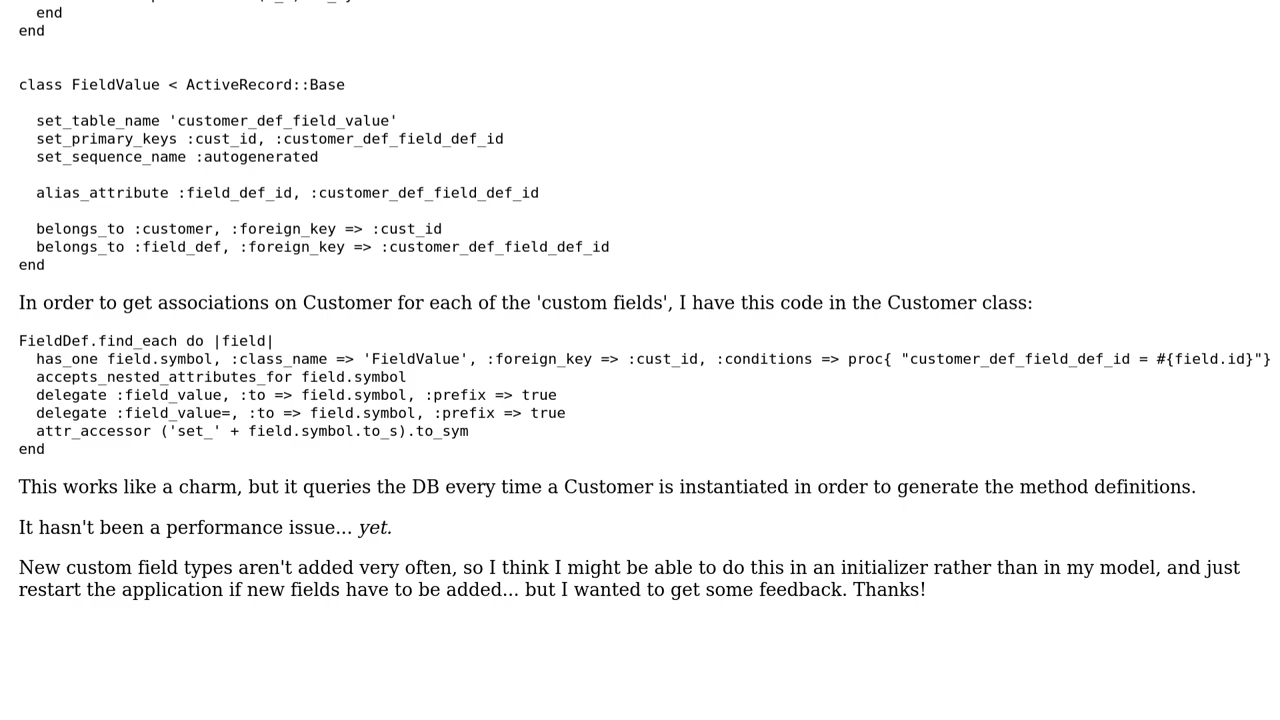 end
end
class FieldValue < ActiveRecord::Base
  set_table_name 'customer_def_field_value'
  set_primary_keys :cust_id, :customer_def_field_def_id
  set_sequence_name :autogenerated
  alias_attribute :field_def_id, :customer_def_field_def_id
  belongs_to :customer, :foreign_key => :cust_id
  belongs_to :field_def, :foreign_key => :customer_def_field_def_id
end
In order to get associations on Customer for each of the 'custom fields', I have this code in the Customer class:
FieldDef.find_each do |field|
  has_one field.symbol, :class_name => 'FieldValue', :foreign_key => :cust_id, :conditions => proc{ "customer_def_field_def_id = #{field.id}"}
  accepts_nested_attributes_for field.symbol
  delegate :field_value, :to => field.symbol, :prefix => true
  delegate :field_value=, :to => field.symbol, :prefix => true
  attr_accessor ('set_' + field.symbol.to_s).to_sym
end
This works like a charm, but it queries the DB every time a Customer is instantiated in order to generate the method definitions.
It hasn't been a performance issue... yet.
New custom field types aren't added very often, so I think I might be able to do this in an initializer rather than in my model, and just
restart the application if new fields have to be added... but I wanted to get some feedback. Thanks!